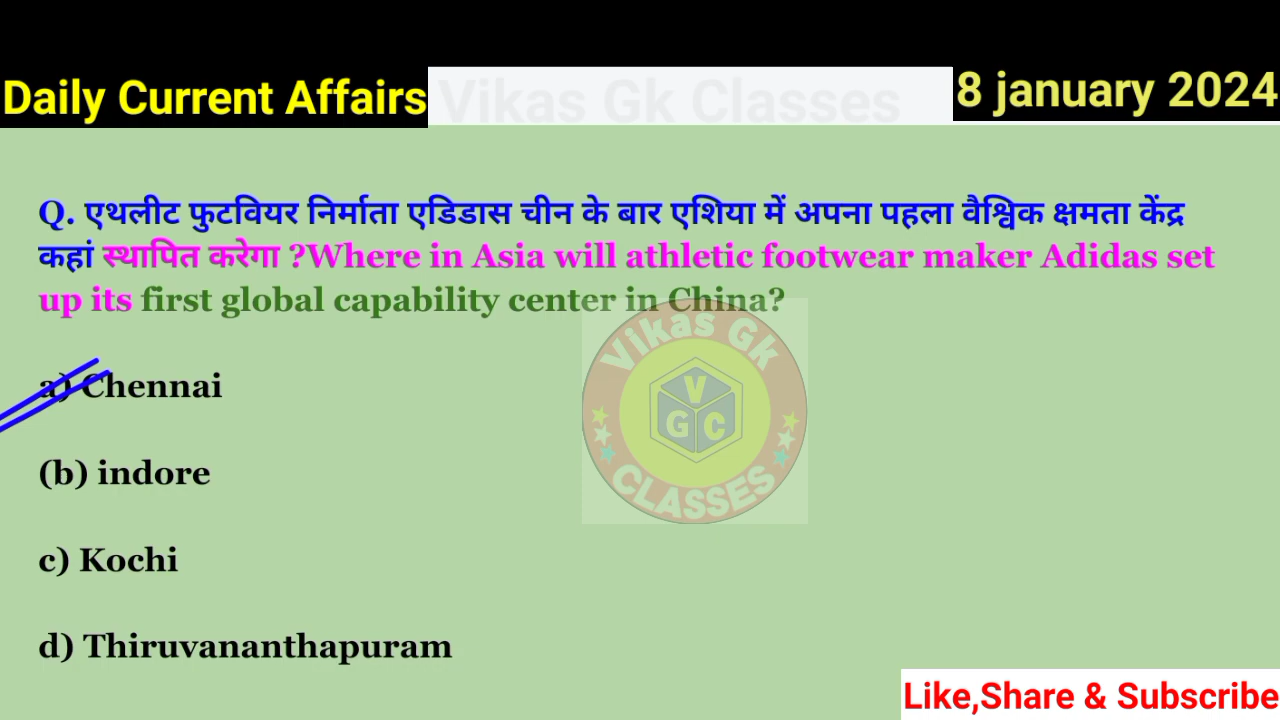 Daily Current Affairs
Vikas Gk Classes
8 january 2024
Q. एथलीट फुटवियर निर्माता एडिडास चीन के बार एशिया में अपना पहला वैश्विक क्षमता केंद्र
कहां स्थापित करेगा ?Where in Asia will athletic footwear maker Adidas set
up its first global capability center in China?
a) Chennai
(b) indore
c) Kochi
d) Thiruvananthapuram
Vikas Gk
V
G C
CLASSES
Like,Share & Subscribe